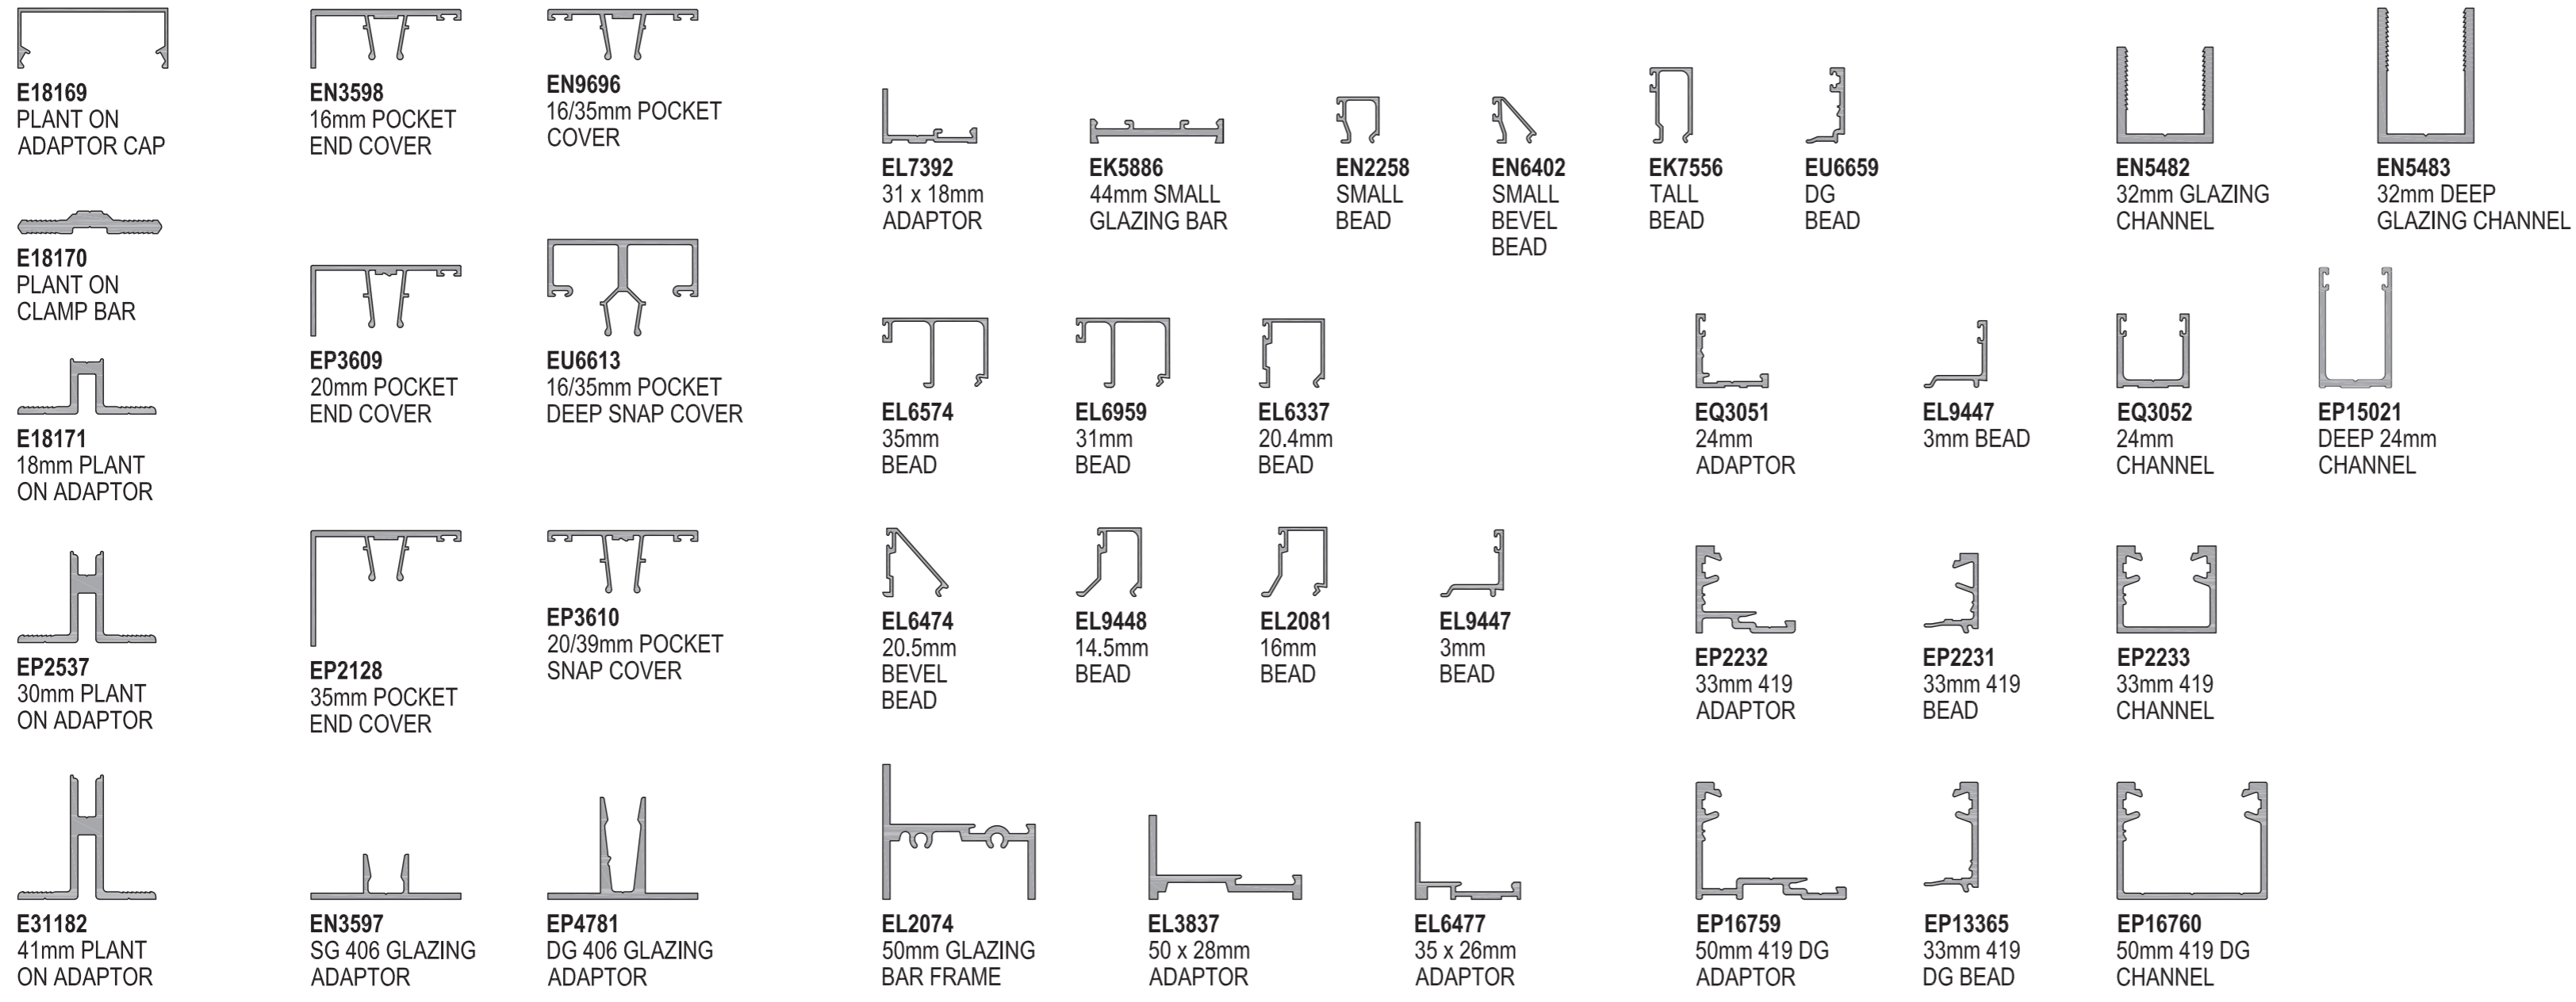 E18169
PLANT ON
ADAPTOR CAP
E18170
PLANT ON
CLAMP BAR
E18171
18mm PLANT
ON ADAPTOR
EP2537
30mm PLANT
ON ADAPTOR
E31182
41mm PLANT
ON ADAPTOR
EN3598
16mm POCKET
END COVER
EP3609
20mm POCKET
END COVER
EP2128
35mm POCKET
END COVER
EN3597
SG 406 GLAZING
ADAPTOR
EN9696
16/35mm POCKET
COVER
EU6613
16/35mm POCKET
DEEP SNAP COVER
EP3610
20/39mm POCKET
SNAP COVER
EP4781
DG 406 GLAZING
ADAPTOR
EL7392
31 x 18mm
ADAPTOR
EK5886
44mm SMALL
GLAZING BAR
EN2258
SMALL
BEAD
EN6402
SMALL
BEVEL
BEAD
EK7556
TALL
BEAD
EU6659
DG
BEAD
EN5482
32mm GLAZING
CHANNEL
EN5483
32mm DEEP
GLAZING CHANNEL
EL6574
35mm
BEAD
EL6959
31mm
BEAD
EL6337
20.4mm
BEAD
EQ3051
24mm
ADAPTOR
EL9447
3mm BEAD
EQ3052
24mm
CHANNEL
EP15021
DEEP 24mm
CHANNEL
EL6474
20.5mm
BEVEL
BEAD
EL9448
14.5mm
BEAD
EL2081
16mm
BEAD
EL9447
3mm
BEAD
EP2232
33mm 419
ADAPTOR
EP2231
33mm 419
BEAD
EP2233
33mm 419
CHANNEL
EL2074
50mm GLAZING
BAR FRAME
EL3837
50 x 28mm
ADAPTOR
EL6477
35 x 26mm
ADAPTOR
EP16759
50mm 419 DG
ADAPTOR
EP13365
33mm 419
DG BEAD
EP16760
50mm 419 DG
CHANNEL